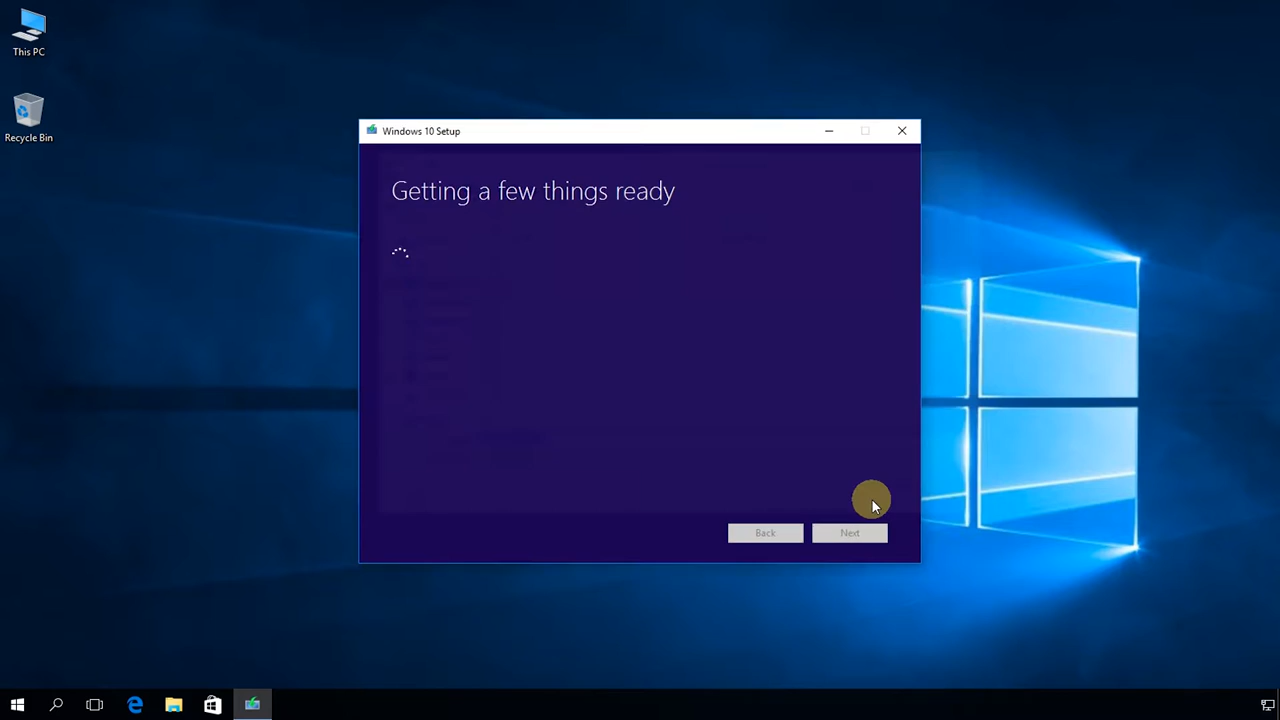 This PC
Recycle Bin
Windows 10 Setup
Getting a few things ready
Back
Next